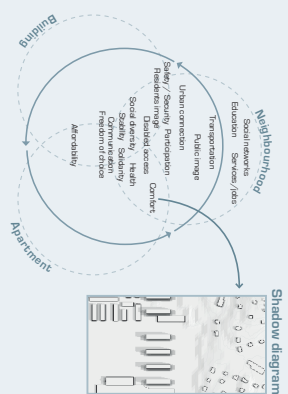 Neighbourhood
Social networks
Education Services/jobs
Transportation
Public image
Urban connection
Safety / Security Participation
Residents image
Disabled access Comfort
Social diversity Health
Stability Solidarity
Communication
Freedom of choice
Affordability
Building
Apartment
Shadow diagram